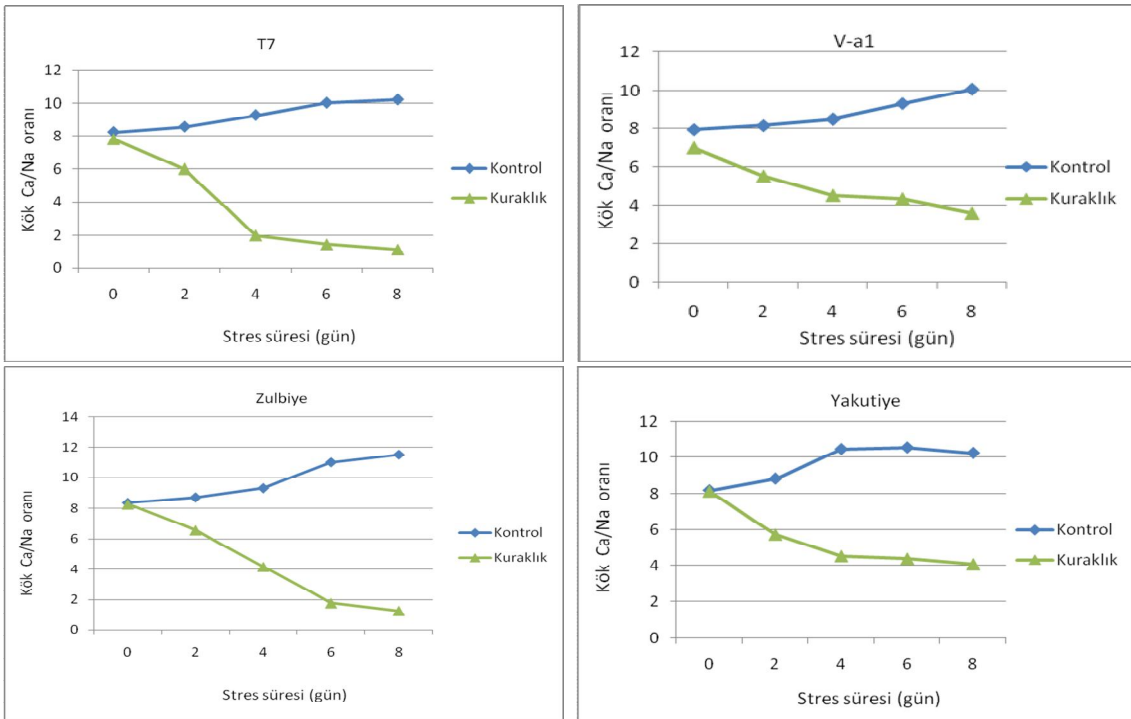 T7
12
10
8
6
4
2
0
Kök Ca/Na oranı
0 2 4 6 8
Stres süresi (gün)
Kontrol
Kuraklık
V-a1
12
10
8
6
4
2
0
Kök Ca/Na oranı
0 2 4 6 8
Stres süresi (gün)
Kontrol
Kuraklık
Zulbiye
14
12
10
8
6
4
2
0
Kök Ca/Na oranı
0 2 4 6 8
Stres süresi (gün)
Kontrol
Kuraklık
Yakutiye
12
10
8
6
4
2
0
Kök Ca/Na oranı
0 2 4 6 8
Stres süresi (gün)
Kontrol
Kuraklık